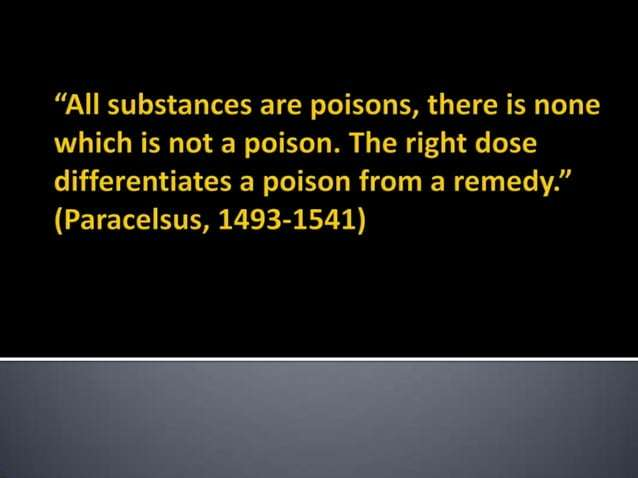 “All substances are poisons, there is none
which is not a poison. The right dose
differentiates a poison from a remedy.”
(Paracelsus, 1493-1541)